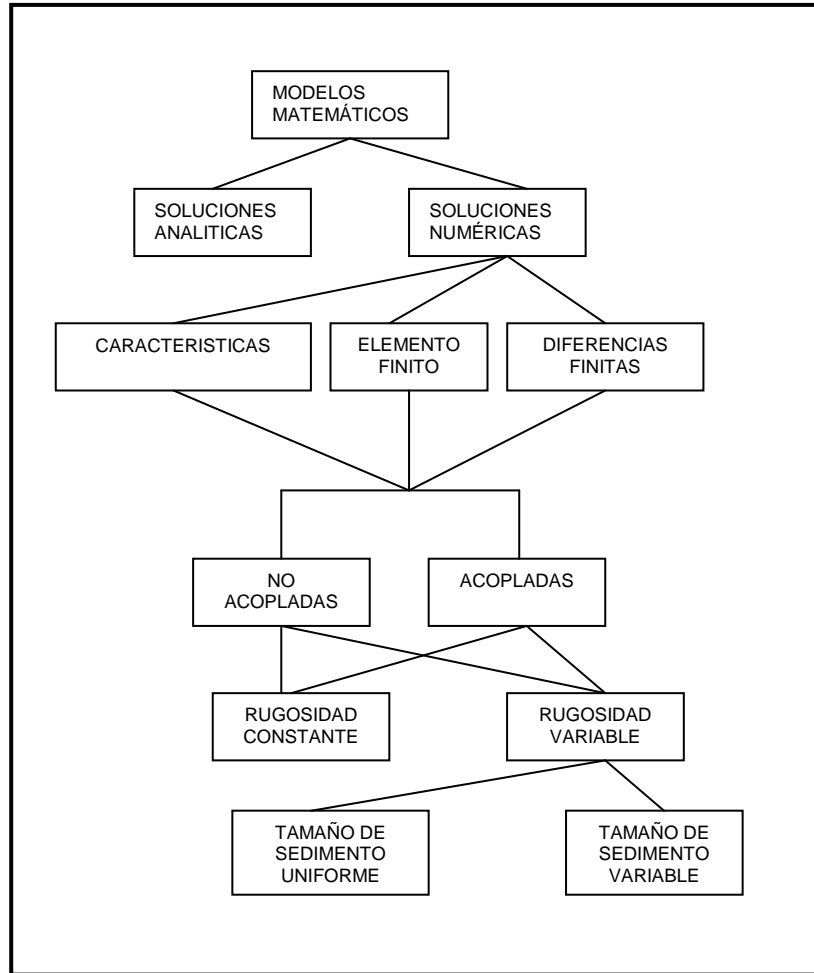 MODELOS
MATEMÁTICOS
SOLUCIONES
ANALITICAS
SOLUCIONES
NUMÉRICAS
CARACTERISTICAS
ELEMENTO
FINITO
DIFERENCIAS
FINITAS
NO
ACOPLADAS
ACOPLADAS
RUGOSIDAD
CONSTANTE
RUGOSIDAD
VARIABLE
TAMAÑO DE
SEDIMENTO
UNIFORME
TAMAÑO DE
SEDIMENTO
VARIABLE